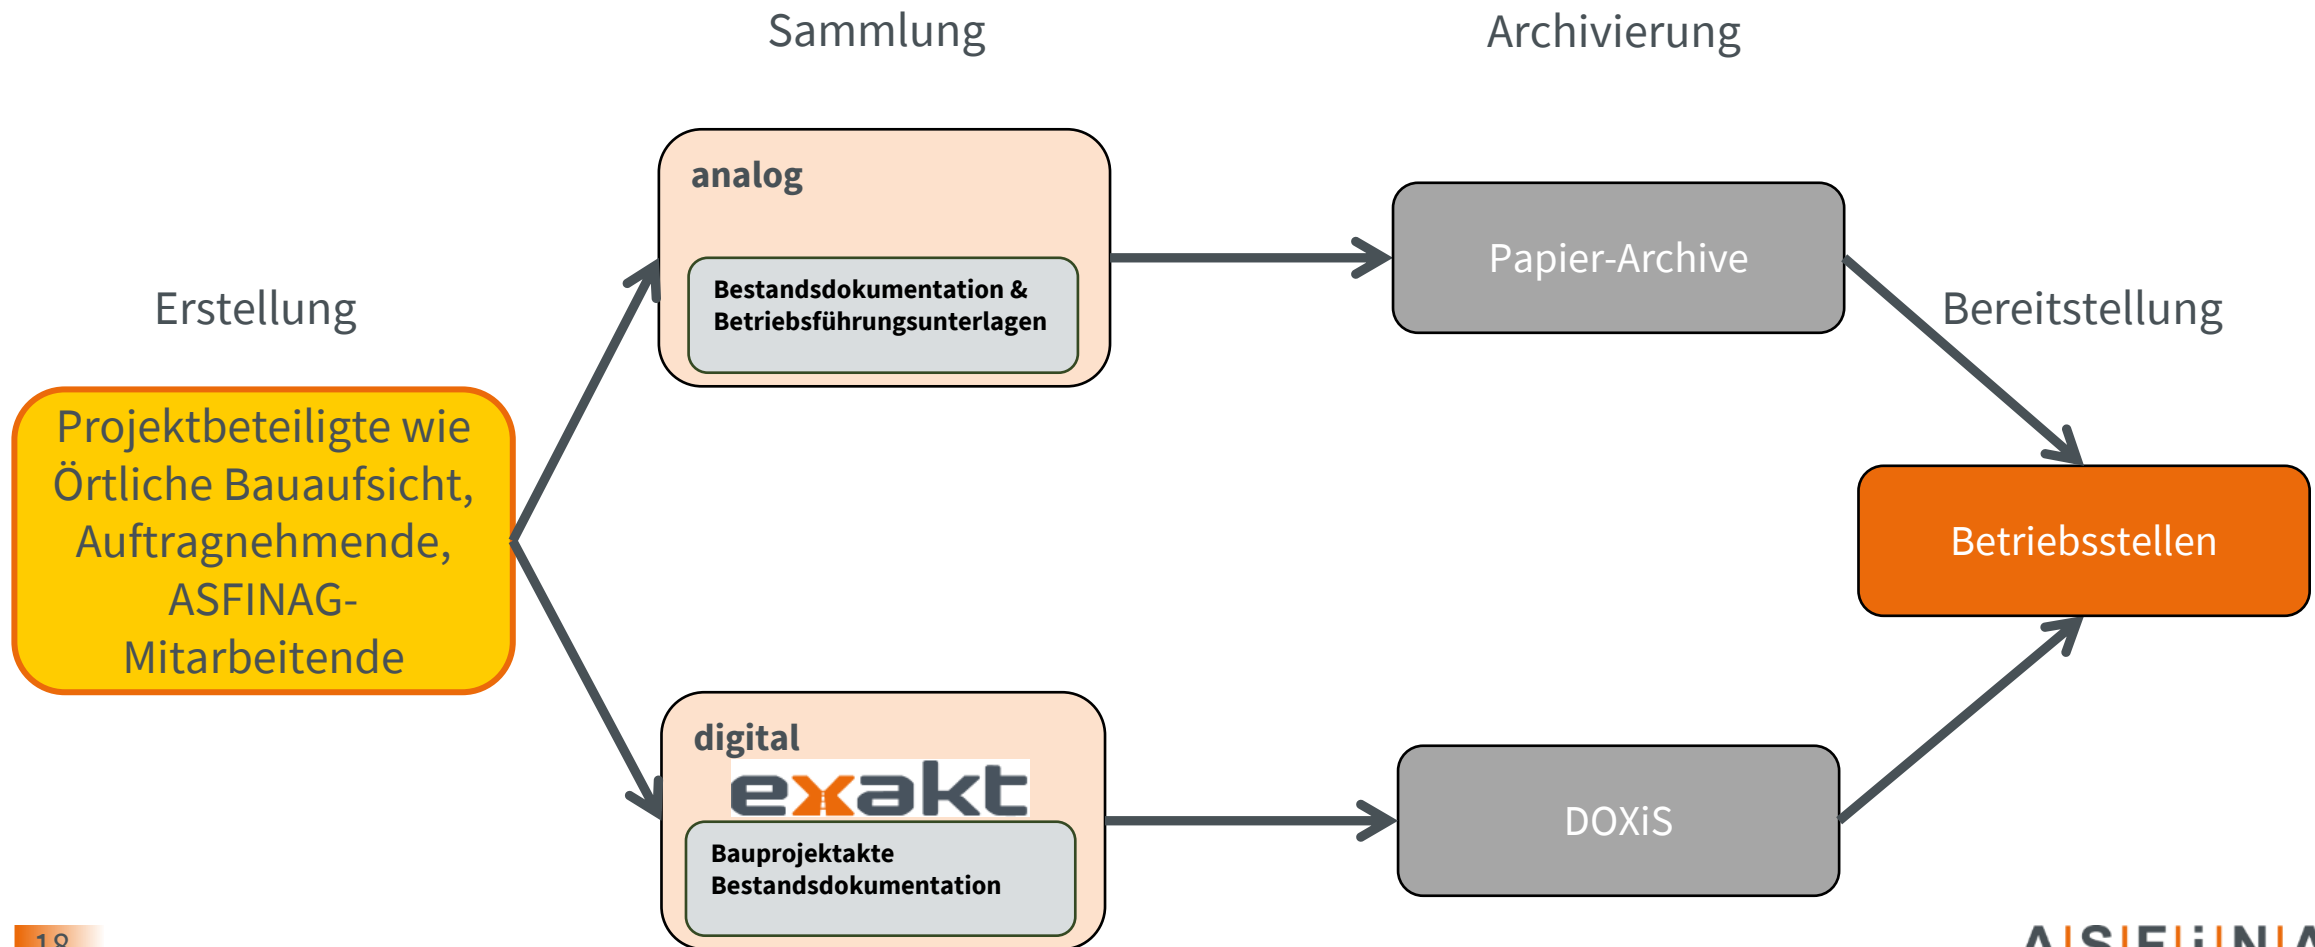 Sammlung
Archivierung
analog
Bestandsdokumentation &
Betriebsführungsunterlagen
Papier-Archive
Erstellung
Bereitstellung
Projektbeteiligte wie
Örtliche Bauaufsicht,
Auftragnehmende,
ASFINAG-
Mitarbeitende
Betriebsstellen
digital
exakt
Bauprojektakte
Bestandsdokumentation
DOXiS
18
A|S|F|i|N|A